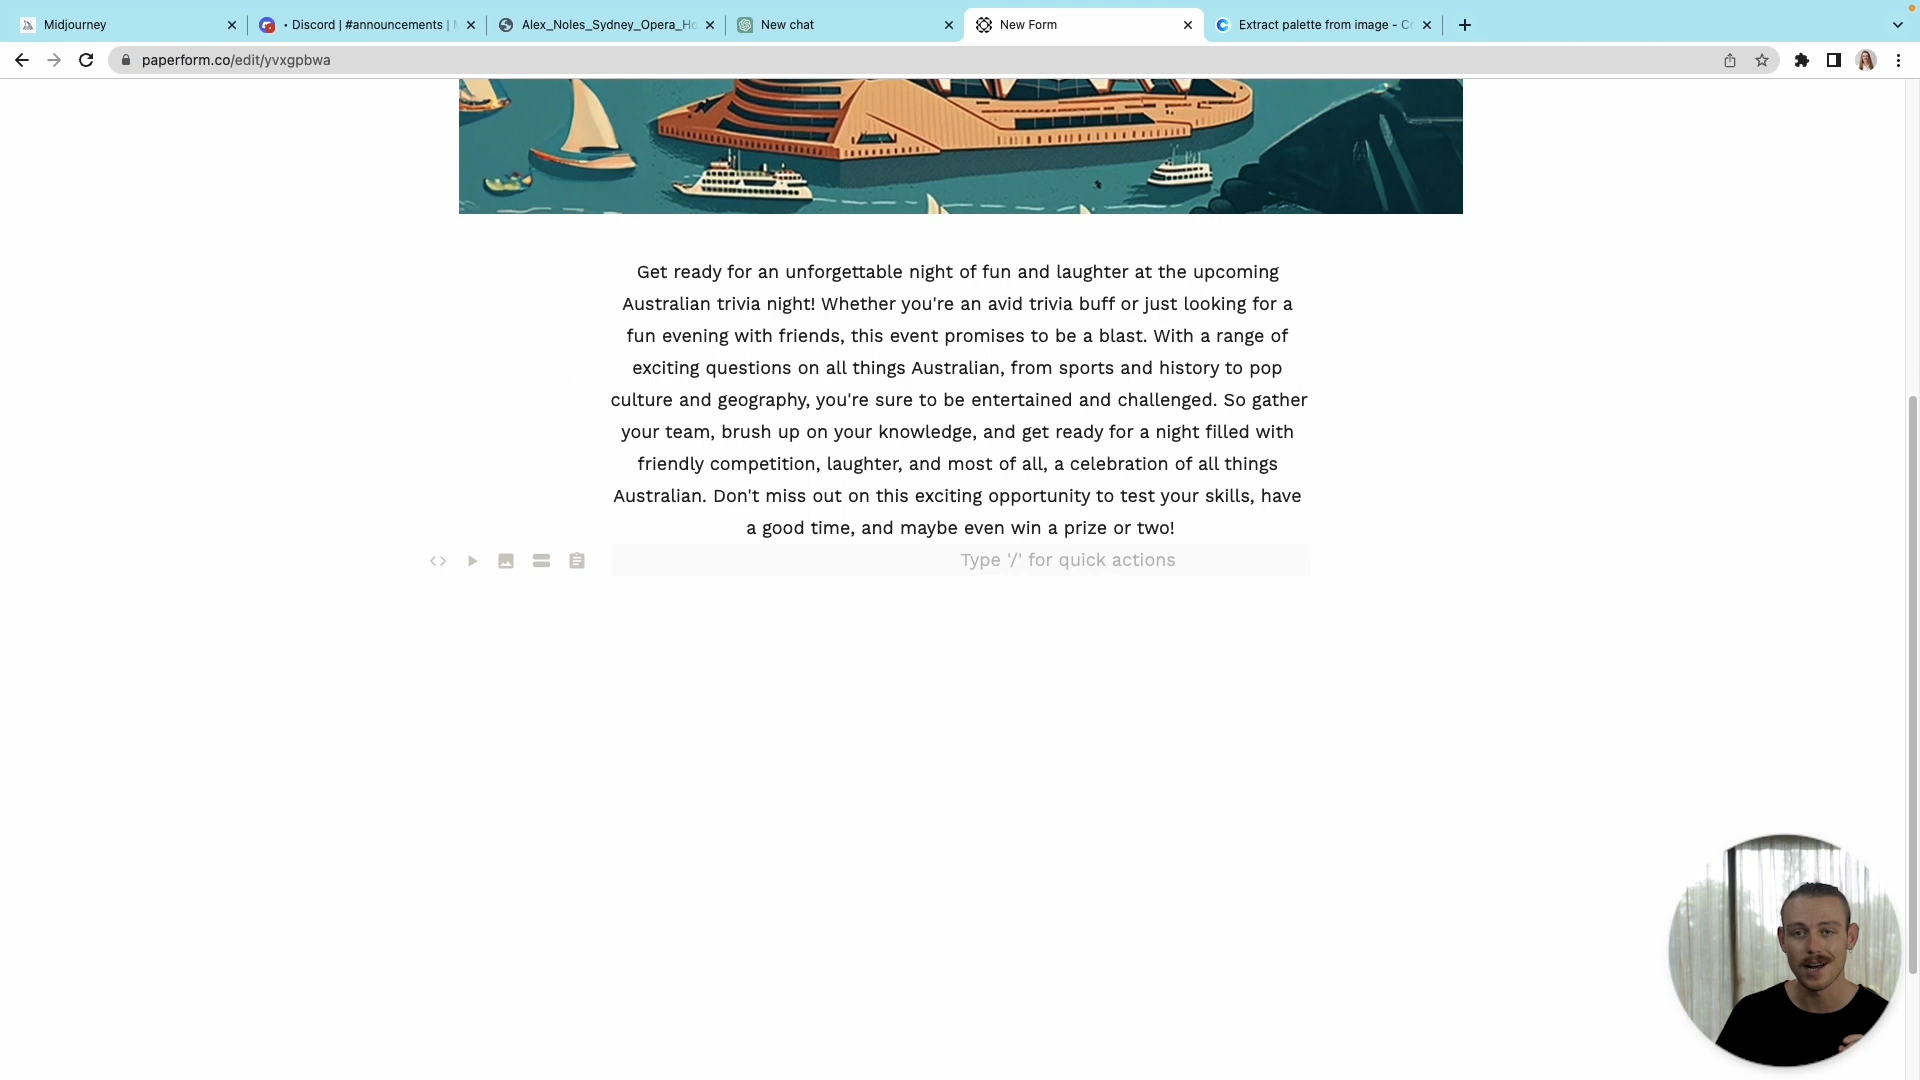 Midjourney
• Discord | #announcements |
Alex_Noles_Sydney_Opera_Ho
New chat
New Form
Extract palette from image - Co
paperform.co/edit/yvxgpbwa
Get ready for an unforgettable night of fun and laughter at the upcoming
Australian trivia night! Whether you're an avid trivia buff or just looking for a
fun evening with friends, this event promises to be a blast. With a range of
exciting questions on all things Australian, from sports and history to pop
culture and geography, you're sure to be entertained and challenged. So gather
your team, brush up on your knowledge, and get ready for a night filled with
friendly competition, laughter, and most of all, a celebration of all things
Australian. Don't miss out on this exciting opportunity to test your skills, have
a good time, and maybe even win a prize or two!
Type '/' for quick actions